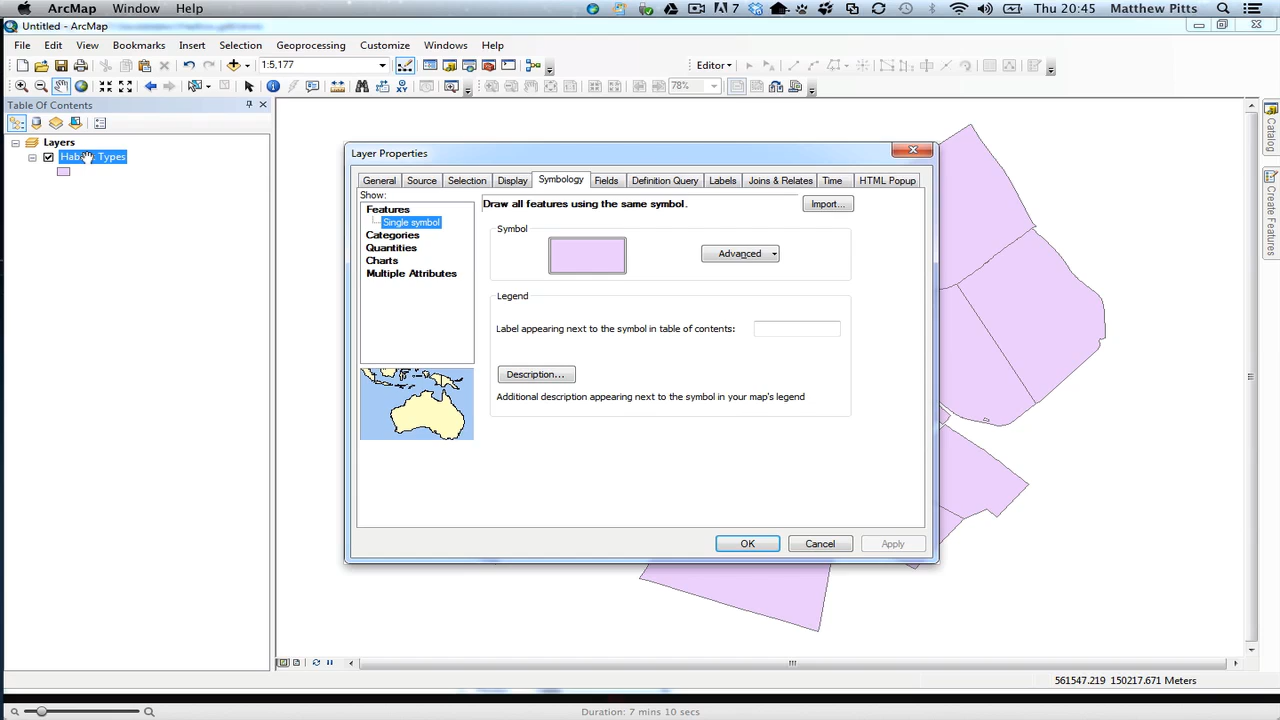 ArcMap Window Help
7
Thu 20:45 Matthew Pitts
Untitled - ArcMap
File Edit View Bookmarks Insert Selection Geoprocessing Customize Windows Help
1:5,177
Editor
78%
Table Of Contents
Layers
Types
Layer Properties
General Source Selection Display Symbology Fields Definition Query Labels Joins & Relates Time HTML Popup
Show:
Features
Single symbol
Categories
Quantities
Charts
Multiple Attributes
Draw all features using the same symbol.
Import...
Symbol
Advanced
Legend
Label appearing next to the symbol in table of contents:
Description...
Additional description appearing next to the symbol in your map's legend
OK Cancel Apply
Catalog
Create Features
561547.219 150217.671 Meters
Duration: 7 mins 10 secs